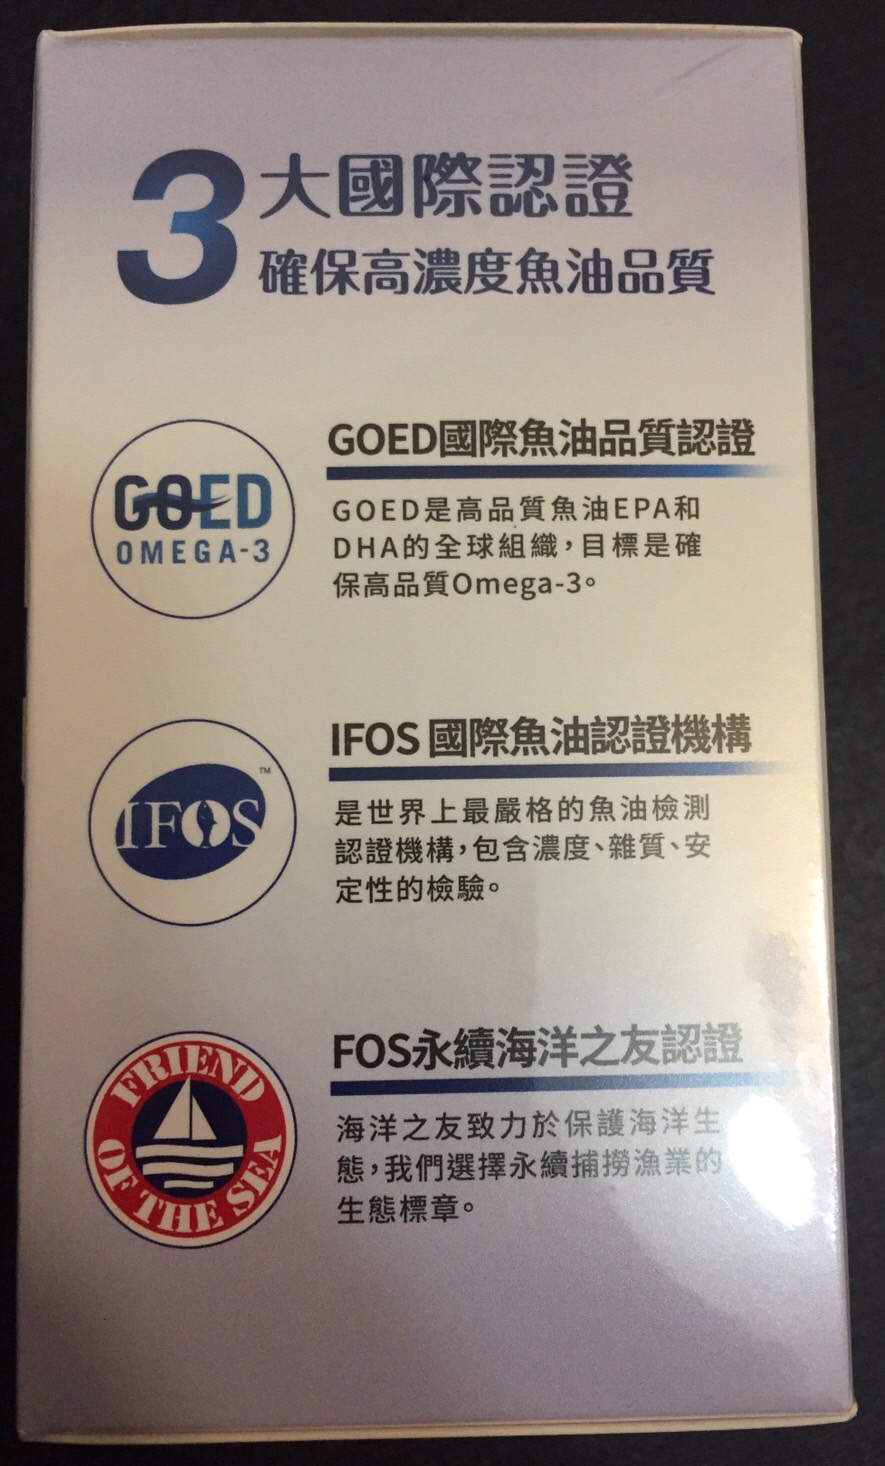 3大國際認證
確保高濃度魚油品質
GOED
OMEGA-3
GOED國際魚油品質認證
GOED是高品質魚油EPA和
DHA的全球組織，目標是確
保高品質Omega-3。
IFOS™
IFOS 國際魚油認證機構
是世界上最嚴格的魚油檢測
認證機構，包含濃度、雜質、安
定性的檢驗。
FRIEND OF THE SEA
FOS永續海洋之友認證
海洋之友致力於保護海洋生
態，我們選擇永續捕撈漁業的
生態標章。